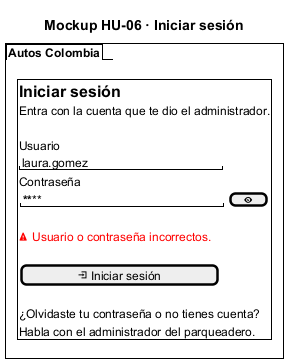 Mockup HU-06 · Iniciar sesión
Autos Colombia
Iniciar sesión
Entra con la cuenta que te dio el administrador.
Usuario
laura.gomez
Contraseña
****
Usuario o contraseña incorrectos.
Iniciar sesión
¿Olvidaste tu contraseña o no tienes cuenta?
Habla con el administrador del parqueadero.